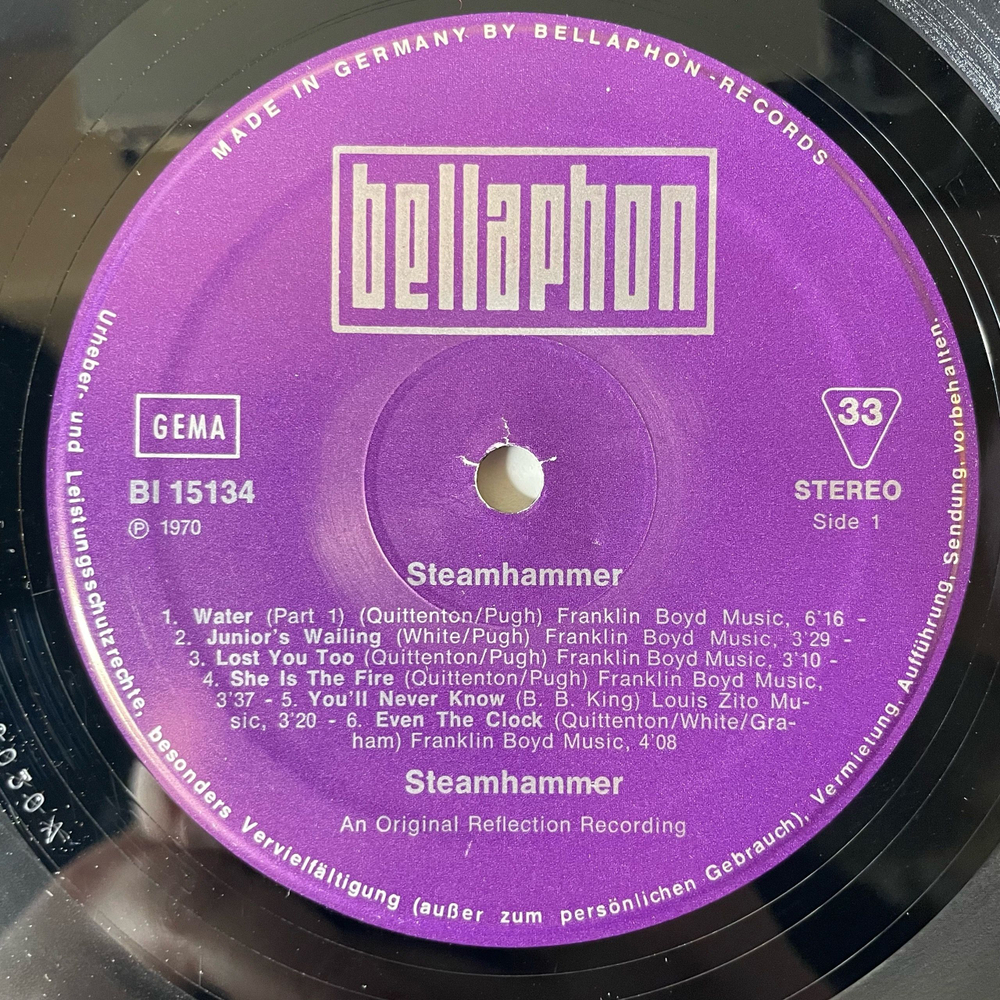 MADE IN GERMANY BY BELLAPHON-RECORDS
bellaphon
GEMA
33
BI 15134
STEREO
℗ 1970
Side 1
Steamhammer
1. Water (Part 1) (Quittenton/Pugh) Franklin Boyd Music, 6'16 -
2. Junior's Wailing (White/Pugh) Franklin Boyd Music, 3'29 -
3. Lost You Too (Quittenton/Pugh) Franklin Boyd Music, 3'10 -
4. She Is The Fire (Quittenton/Pugh) Franklin Boyd Music,
3'37 - 5. You'll Never Know (B. B. King) Louis Zito Mu-
sic, 3'20 - 6. Even The Clock (Quittenton/White/Gra-
ham) Franklin Boyd Music, 4'08
Steamhammer
An Original Reflection Recording
Urheber- und Leistungsschutzrechte, besonders Vervielfältigung (außer zum persönlichen Gebrauch), Vermietung, Aufführung, Sendung, vorbehalten.